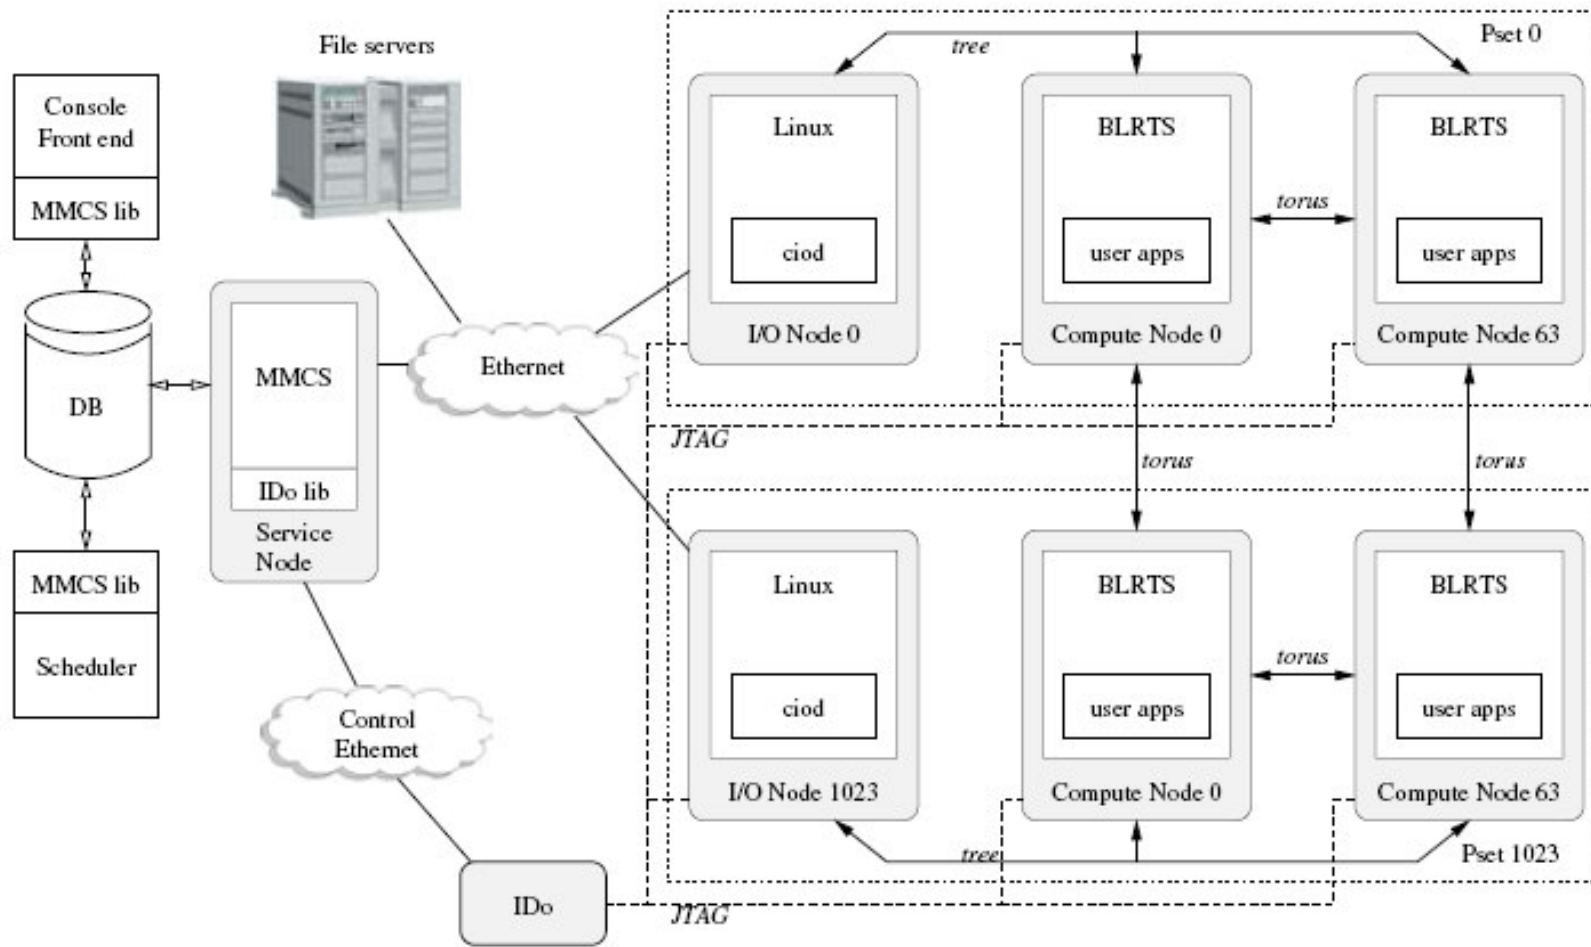 File servers
Console
Front end
MMCS lib
DB
MMCS lib
Scheduler
MMCS
IDo lib
Service
Node
Ethernet
Control
Ethernet
IDo
Pset 0
tree
Linux
ciod
I/O Node 0
BLRTS
user apps
Compute Node 0
torus
BLRTS
user apps
Compute Node 63
JTAG
torus
torus
Linux
ciod
I/O Node 1023
BLRTS
user apps
Compute Node 0
torus
BLRTS
user apps
Compute Node 63
tree
Pset 1023
JTAG